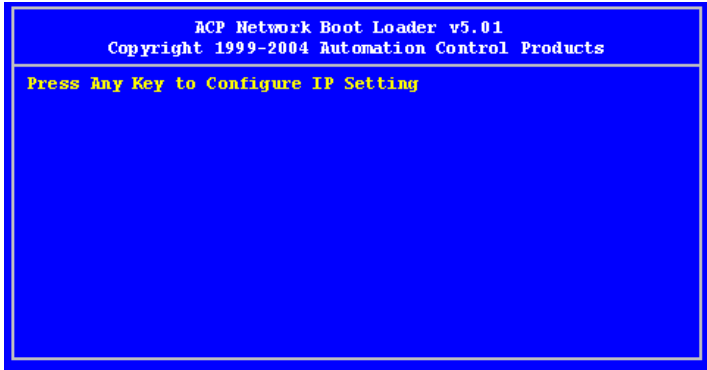 ACP Network Boot Loader v5.01
Copyright 1999-2004 Automation Control Products
Press Any Key to Configure IP Setting